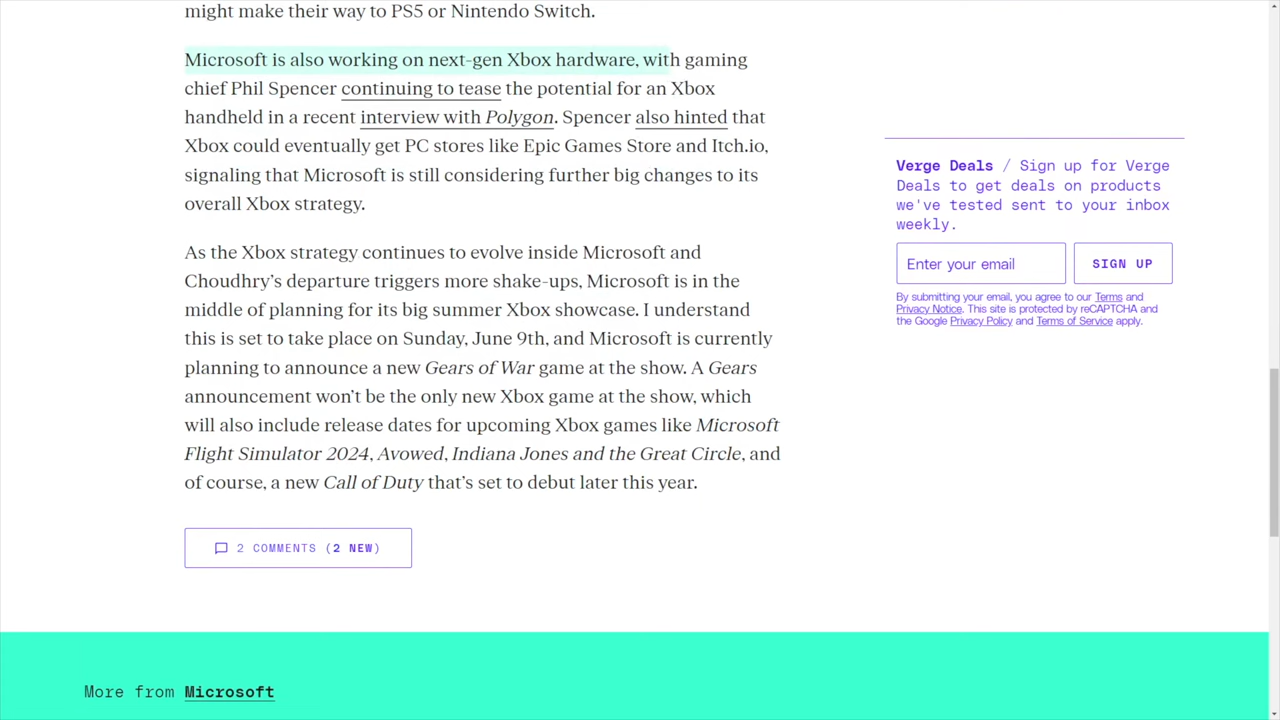 might make their way to PS5 or Nintendo Switch.
Microsoft is also working on next-gen Xbox hardware, with gaming
chief Phil Spencer continuing to tease the potential for an Xbox
handheld in a recent interview with Polygon. Spencer also hinted that
Xbox could eventually get PC stores like Epic Games Store and Itch.io,
signaling that Microsoft is still considering further big changes to its
overall Xbox strategy.
As the Xbox strategy continues to evolve inside Microsoft and
Choudhry’s departure triggers more shake-ups, Microsoft is in the
middle of planning for its big summer Xbox showcase. I understand
this is set to take place on Sunday, June 9th, and Microsoft is currently
planning to announce a new Gears of War game at the show. A Gears
announcement won’t be the only new Xbox game at the show, which
will also include release dates for upcoming Xbox games like Microsoft
Flight Simulator 2024, Avowed, Indiana Jones and the Great Circle, and
of course, a new Call of Duty that’s set to debut later this year.
2 COMMENTS (2 NEW)
Verge Deals / Sign up for Verge
Deals to get deals on products
we've tested sent to your inbox
weekly.
Enter your email
SIGN UP
By submitting your email, you agree to our Terms and
Privacy Notice. This site is protected by reCAPTCHA and
the Google Privacy Policy and Terms of Service apply.
More from Microsoft